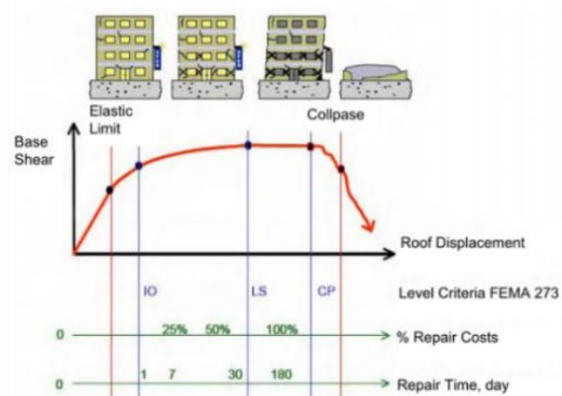 Elastic
Limit
Collpase
Base
Shear
Roof Displacement
IO LS CP Level Criteria FEMA 273
0 25% 50% 100% % Repair Costs
0 1 7 30 180 Repair Time, day